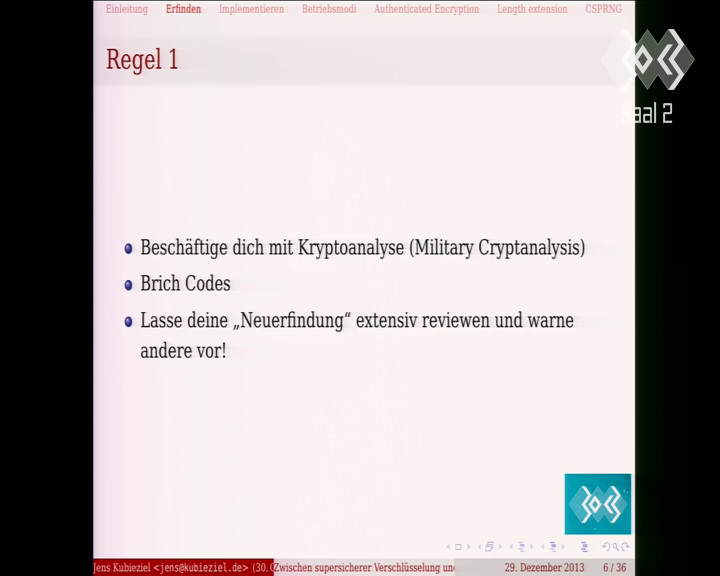 Einleitung Erfinden Implementieren Betriebsmodi Authenticated Encryption Length extension CSPRNG
Regel 1
Saal 2
Beschäftige dich mit Kryptoanalyse (Military Cryptanalysis)
Brich Codes
Lasse deine „Neuerfindung“ extensiv reviewen und warne
andere vor!
Jens Kubieziel <jens@kubieziel.de> (30. Zwischen supersicherer Verschlüsselung 29. Dezember 2013 6 / 36